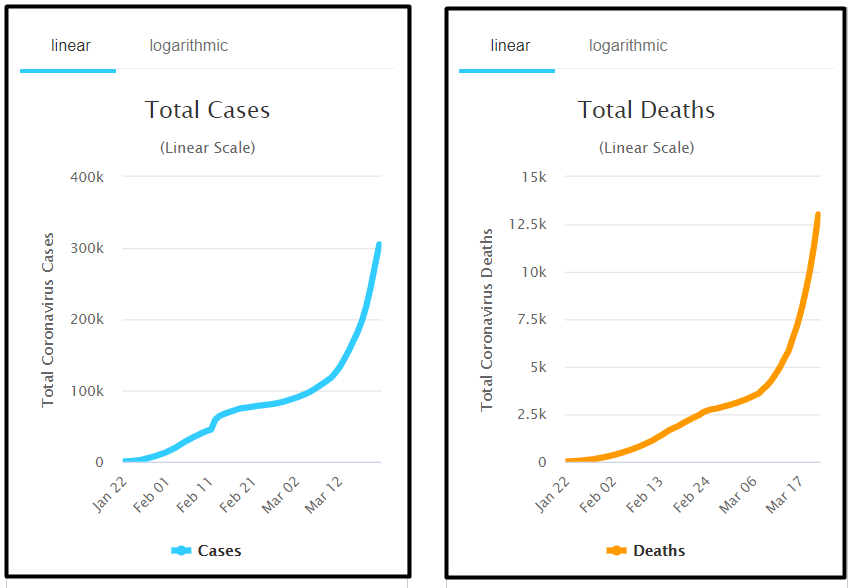 linear logarithmic
Total Cases
(Linear Scale)
Total Coronavirus Cases
400k
300k
200k
100k
0
Jan 22
Feb 01
Feb 11
Feb 21
Mar 02
Mar 12
Cases
linear logarithmic
Total Deaths
(Linear Scale)
Total Coronavirus Deaths
15k
12.5k
10k
7.5k
5k
2.5k
0
Jan 22
Feb 02
Feb 13
Feb 24
Mar 06
Mar 17
Deaths